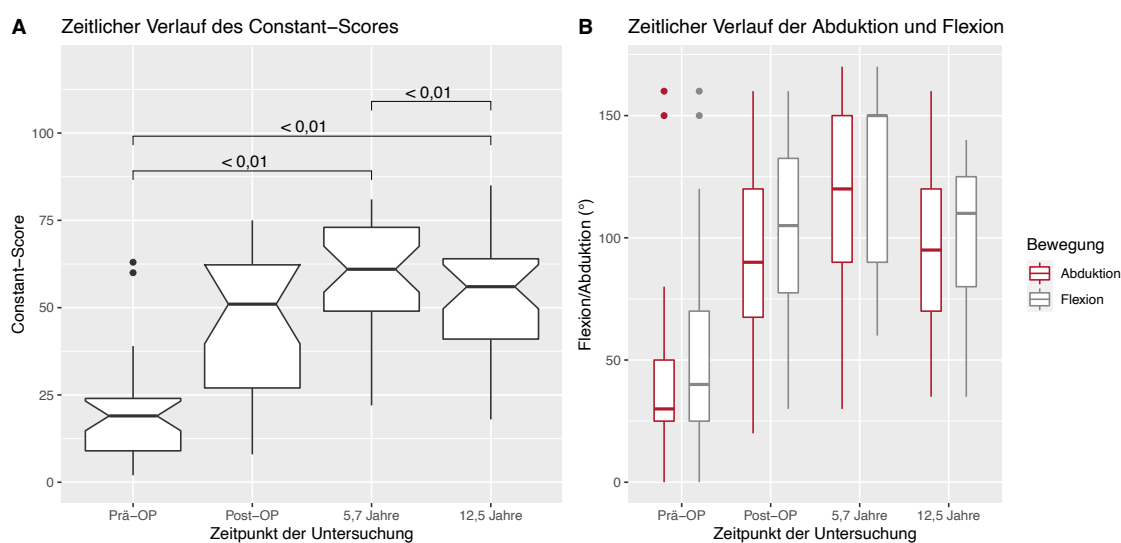 A Zeitlicher Verlauf des Constant−Scores
< 0,01
< 0,01
< 0,01
100
75
50
25
0
Constant−Score
Prä−OP Post−OP 5,7 Jahre 12,5 Jahre
Zeitpunkt der Untersuchung
B Zeitlicher Verlauf der Abduktion und Flexion
150
100
50
0
Flexion/Abduktion (°)
Prä−OP Post−OP 5,7 Jahre 12,5 Jahre
Zeitpunkt der Untersuchung
Bewegung
Abduktion
Flexion